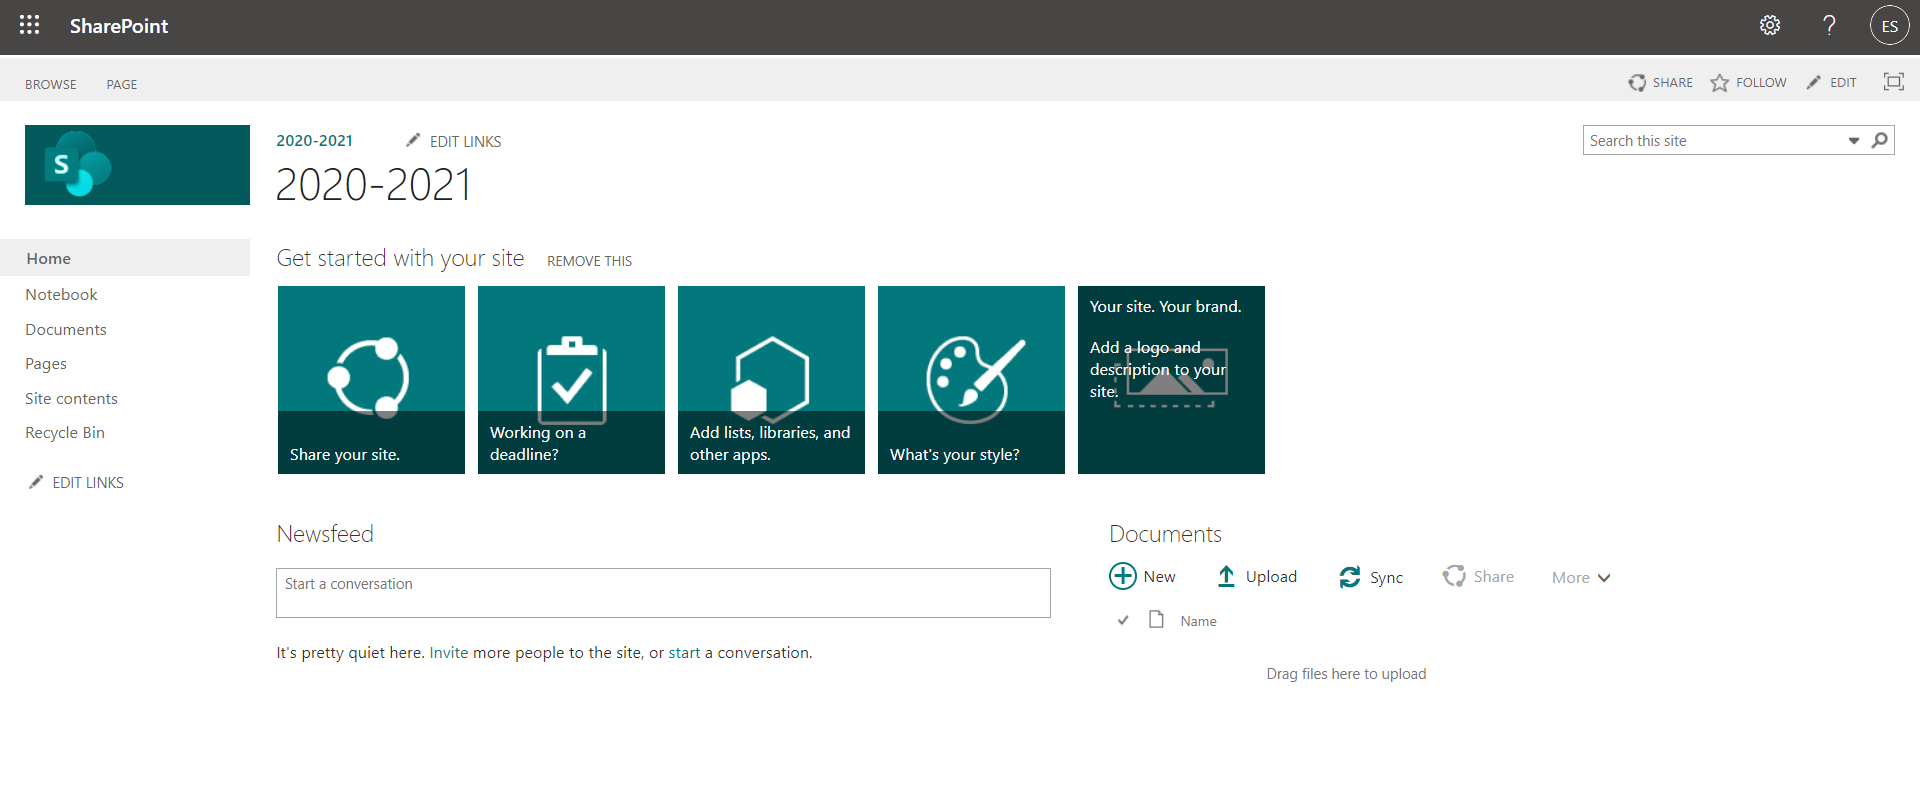 SharePoint
?
ES
BROWSE PAGE
SHARE FOLLOW EDIT
S
2020-2021 EDIT LINKS
Search this site
2020-2021
Home
Notebook
Documents
Pages
Site contents
Recycle Bin
EDIT LINKS
Get started with your site REMOVE THIS
Share your site.
Working on a
deadline?
Add lists, libraries, and
other apps.
What's your style?
Your site. Your brand.
Add a logo and
description to your
site.
Newsfeed
Start a conversation
It's pretty quiet here. Invite more people to the site, or start a conversation.
Documents
New Upload Sync Share More
Name
Drag files here to upload